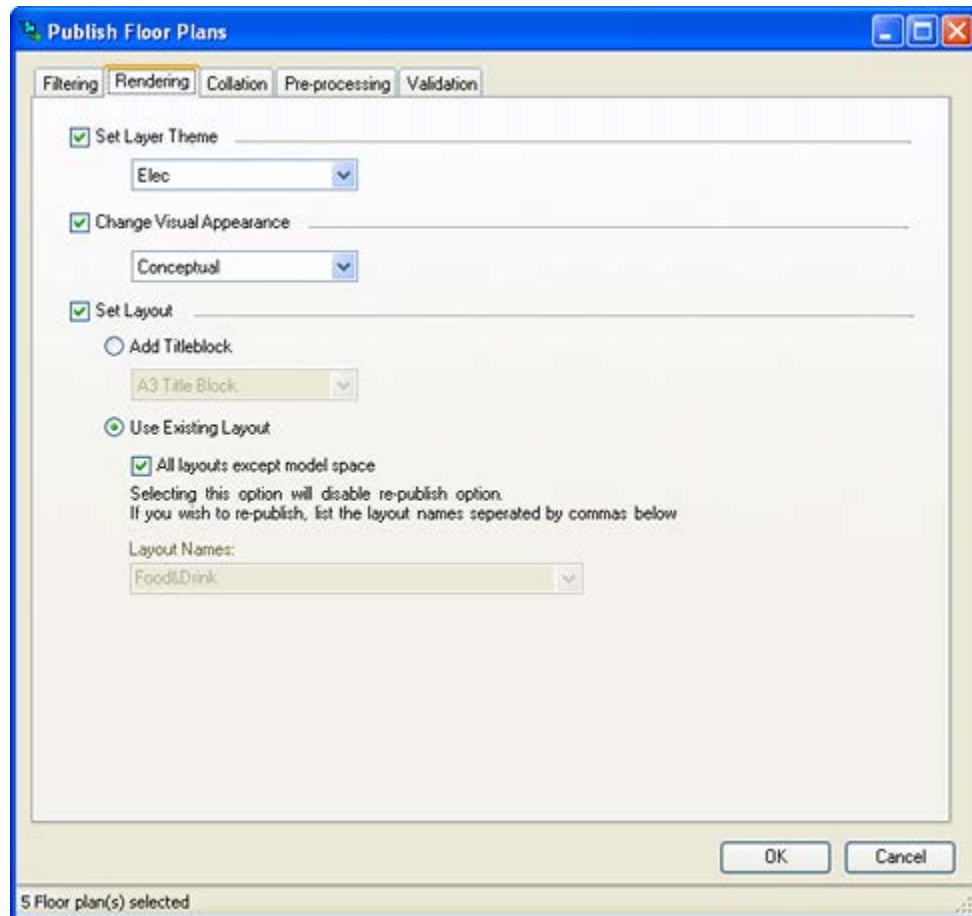 Publish Floor Plans
Filtering Rendering Collation Pre-processing Validation
Set Layer Theme
Elec
Change Visual Appearance
Conceptual
Set Layout
Add Titleblock
A3 Title Block
Use Existing Layout
All layouts except model space
Selecting this option will disable re-publish option.
If you wish to re-publish, list the layout names seperated by commas below
Layout Names:
Food&Drink
OK Cancel
5 Floor plan(s) selected